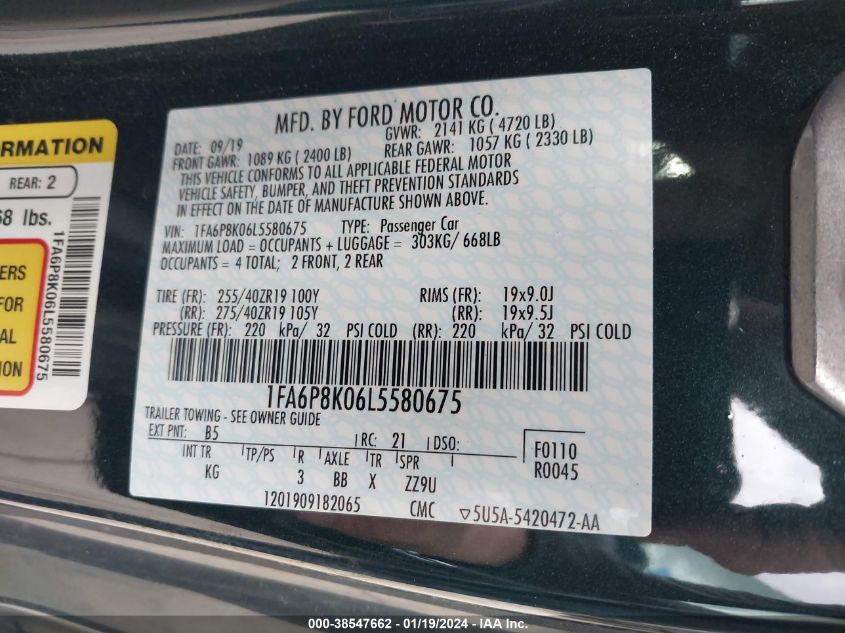 ORMATION
REAR: 2
68 lbs.
ERS
FOR
AL
ION
1FA6P8K06L5580675
MFD. BY FORD MOTOR CO.
DATE: 09/19 GVWR: 2141 KG ( 4720 LB)
FRONT GAWR: 1089 KG ( 2400 LB) REAR GAWR: 1057 KG ( 2330 LB)
THIS VEHICLE CONFORMS TO ALL APPLICABLE FEDERAL MOTOR
VEHICLE SAFETY, BUMPER, AND THEFT PREVENTION STANDARDS
IN EFFECT ON THE DATE OF MANUFACTURE SHOWN ABOVE.
VIN: 1FA6P8K06L5580675 TYPE: Passenger Car
MAXIMUM LOAD = OCCUPANTS + LUGGAGE = 303KG/ 668LB
OCCUPANTS = 4 TOTAL; 2 FRONT, 2 REAR
TIRE (FR): 255/40ZR19 100Y RIMS (FR): 19x9.0J
(RR): 275/40ZR19 105Y (RR): 19x9.5J
PRESSURE (FR): 220 kPa/ 32 PSI COLD (RR): 220 kPa/ 32 PSI COLD
1FA6P8K06L5580675
TRAILER TOWING - SEE OWNER GUIDE
EXT PNT: B5 RC: 21 DSO: F0110
INT TR TP/PS R AXLE TR SPR R0045
KG 3 BB X ZZ9U
1201909182065 CMC ▽5U5A-5420472-AA
000-38547662 - 01/19/2024 - IAA Inc.